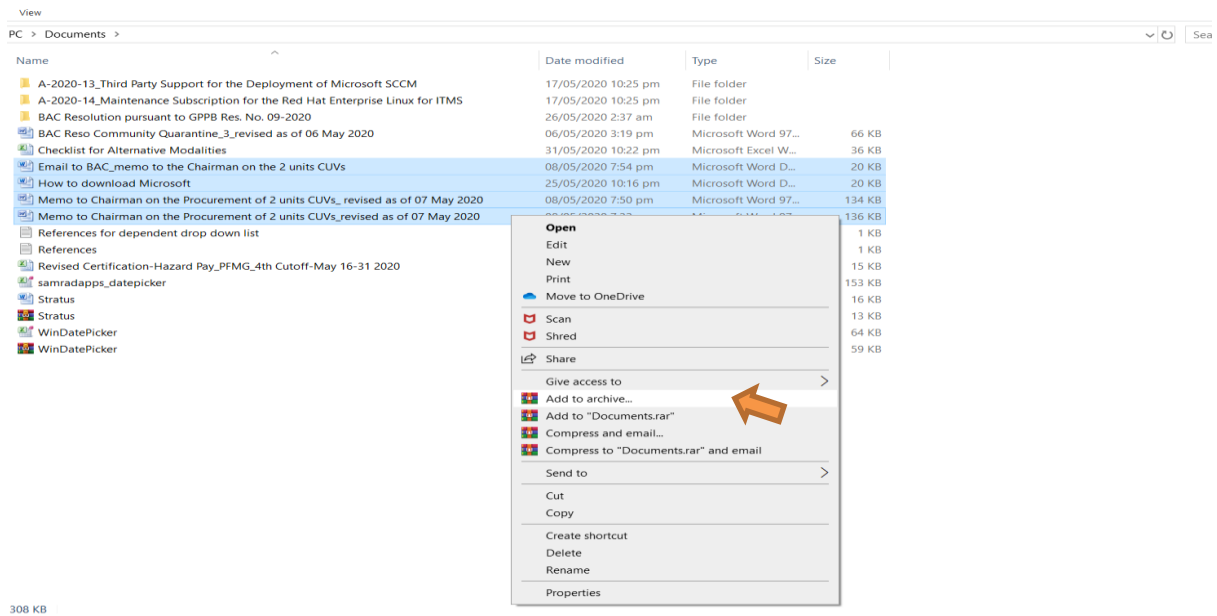 View
PC > Documents >
Sea
Name Date modified Type Size
A-2020-13_Third Party Support for the Deployment of Microsoft SCCM 17/05/2020 10:25 pm File folder
A-2020-14_Maintenance Subscription for the Red Hat Enterprise Linux for ITMS 17/05/2020 10:25 pm File folder
BAC Resolution pursuant to GPPB Res. No. 09-2020 26/05/2020 2:37 am File folder
BAC Reso Community Quarantine_3_revised as of 06 May 2020 06/05/2020 3:19 pm Microsoft Word 97... 66 KB
Checklist for Alternative Modalities 31/05/2020 10:22 pm Microsoft Excel W... 36 KB
Email to BAC_memo to the Chairman on the 2 units CUVs 08/05/2020 7:54 pm Microsoft Word D... 20 KB
How to download Microsoft 25/05/2020 10:16 pm Microsoft Word D... 20 KB
Memo to Chairman on the Procurement of 2 units CUVs_ revised as of 07 May 2020 08/05/2020 7:50 pm Microsoft Word 97... 134 KB
Memo to Chairman on the Procurement of 2 units CUVs_revised as of 07 May 2020 136 KB
References for dependent drop down list 1 KB
References 1 KB
Revised Certification-Hazard Pay_PFMG_4th Cutoff-May 16-31 2020 15 KB
samradapps_datepicker 153 KB
Stratus 16 KB
Stratus 13 KB
WinDatePicker 64 KB
WinDatePicker 59 KB
Open
Edit
New
Print
Move to OneDrive
Scan
Shred
Share
Give access to
Add to archive...
Add to "Documents.rar"
Compress and email...
Compress to "Documents.rar" and email
Send to
Cut
Copy
Create shortcut
Delete
Rename
Properties
308 KB